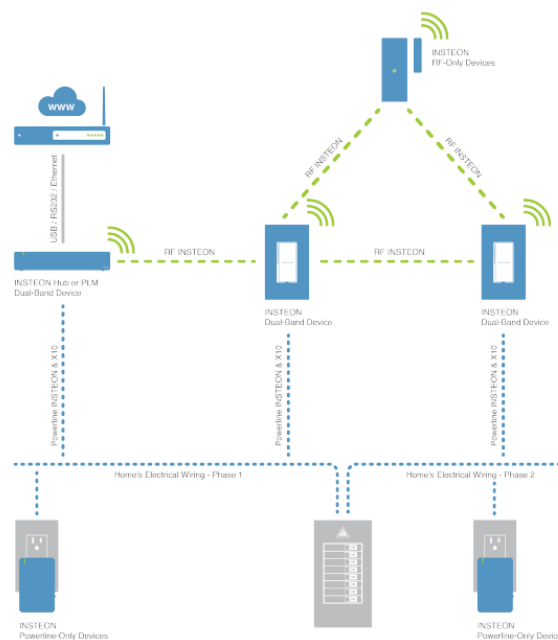 INSTEON
RF-Only Devices
www
USB / RS232 / Ethernet
RF INSTEON
RF INSTEON
RF INSTEON
RF INSTEON
INSTEON Hub or PLM
Dual-Band Device
INSTEON
Dual-Band Device
INSTEON
Dual-Band Device
Powerline INSTEON & X10
Powerline INSTEON & X10
Powerline INSTEON & X10
Home's Electrical Wiring - Phase 1
Home's Electrical Wiring - Phase 2
INSTEON
Powerline-Only Devices
INSTEON
Powerline-Only Device